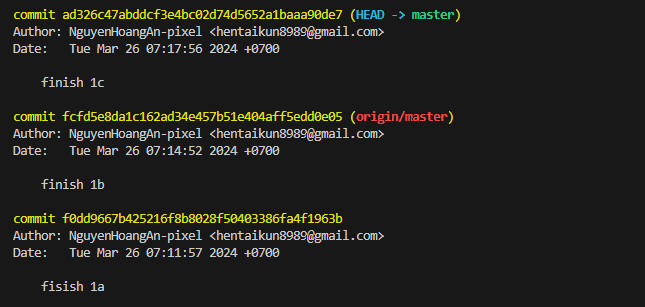 commit ad326c47abddcf3e4bc02d74d5652a1baaa90de7 (HEAD -> master)
Author: NguyenHoangAn-pixel <hentaikun8989@gmail.com>
Date:   Tue Mar 26 07:17:56 2024 +0700
    finish 1c
commit fcfd5e8da1c162ad34e457b51e404aff5edd0e05 (origin/master)
Author: NguyenHoangAn-pixel <hentaikun8989@gmail.com>
Date:   Tue Mar 26 07:14:52 2024 +0700
    finish 1b
commit f0dd9667b425216f8b8028f50403386fa4f1963b
Author: NguyenHoangAn-pixel <hentaikun8989@gmail.com>
Date:   Tue Mar 26 07:11:57 2024 +0700
    fisish 1a